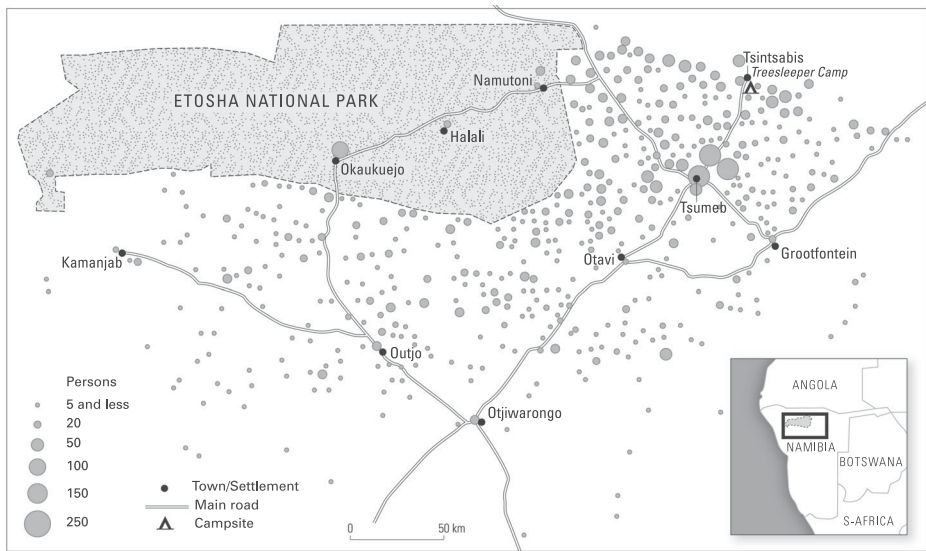 Tsintsabis
Treesleeper Camp
Namutoni
ETOSHA NATIONAL PARK
Halali
Okaukuejo
Tsumeb
Kamanjab
Otavi
Grootfontein
Outjo
Otjiwarongo
Persons
5 and less
20
50
100
150
250
Town/Settlement
Main road
Campsite
0 50 km
ANGOLA
NAMIBIA
BOTSWANA
S-AFRICA